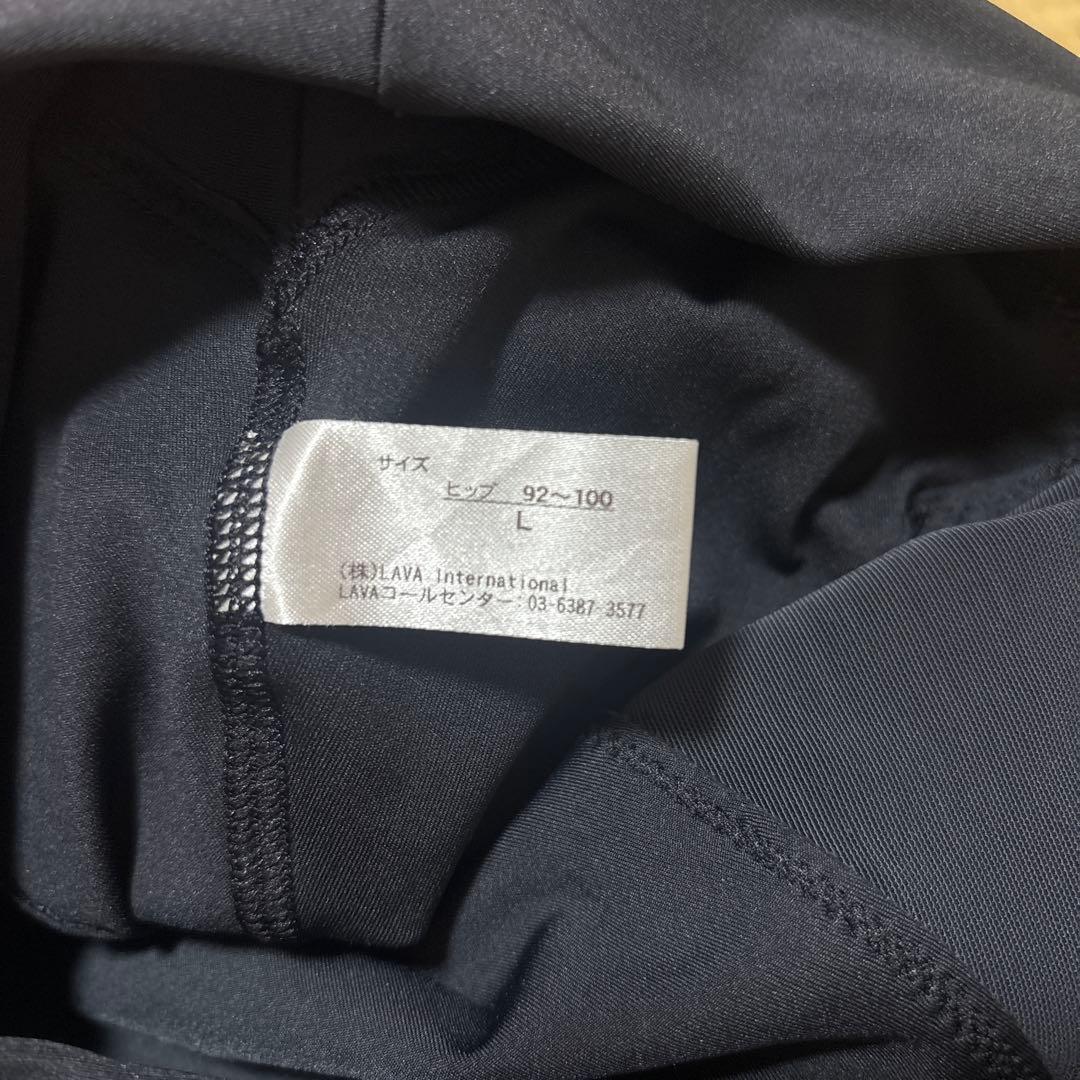 サイズ
ヒップ 92～100
L
(株)LAVA International
LAVAコールセンター:03-6387-3577